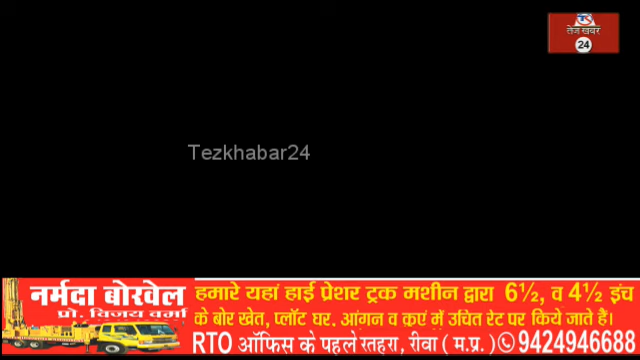 तेज खबर
24
Tezkhabar24
नर्मदा बोरवेल
प्रो. विजय वर्मा
हमारे यहां हाई प्रेशर ट्रक मशीन द्वारा 6½, व 4½ इंच
के बोर खेत, प्लॉट घर. आंगन व कुएं में उचित रेट पर किये जाते हैं।
RTO ऑफिस के पहले रतहरा, रीवा ( म.प्र. ) 9424946688